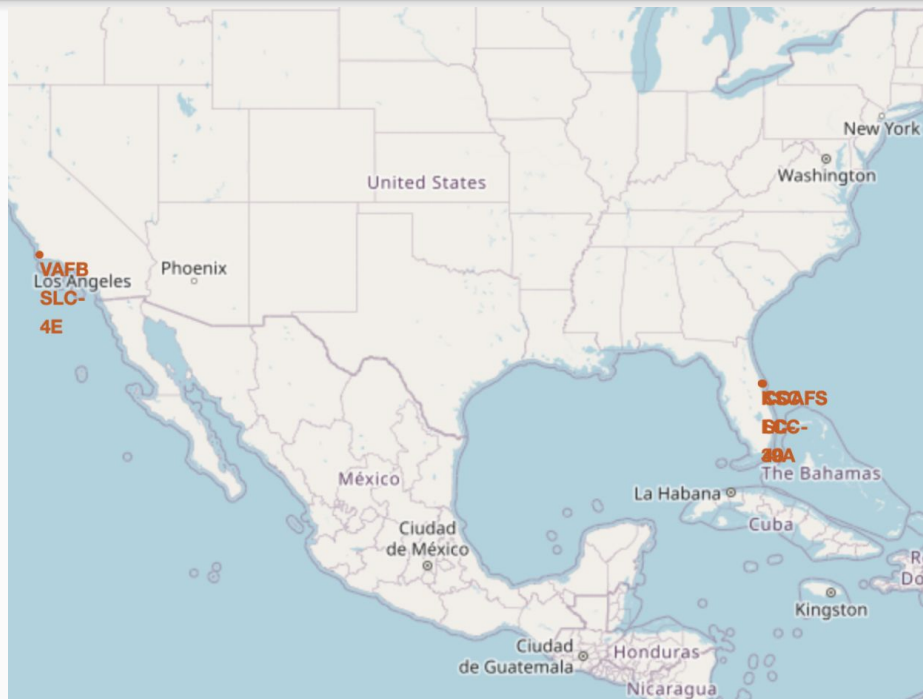 New York
Washington
United States
Phoenix
VAFB
Los Angeles
SLC-
4E
México
The Bahamas
La Habana
Cuba
Ciudad
de México
Kingston
Ciudad
de Guatemala
Honduras
Nicaragua